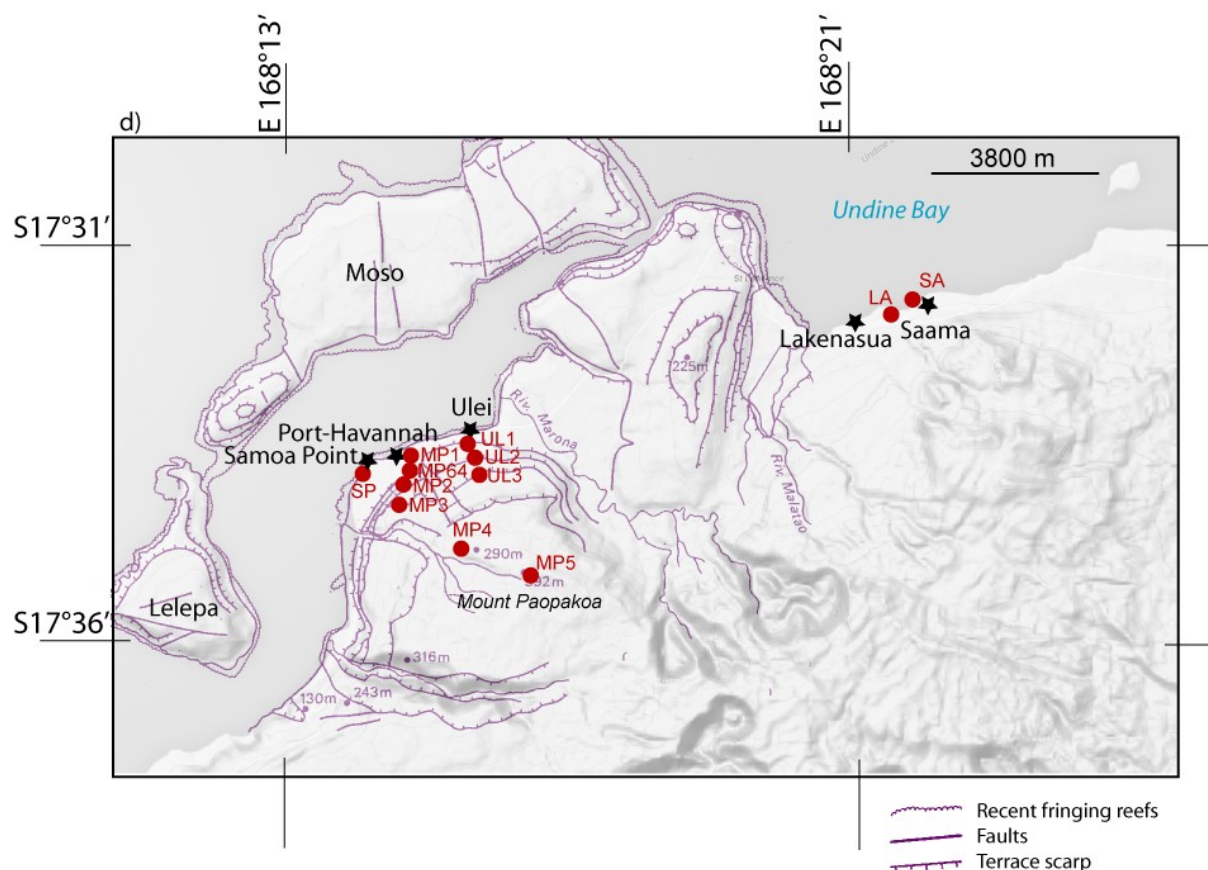 E 168°13′
E 168°21′
d)
3800 m
Undine Bay
S17°31′
Moso
SA
LA
Lakenasua
Saama
225m
Ulei
Riv. Marona
Port-Havannah
Samoa Point
UL1
MP1
UL2
MP64
UL3
SP
MP2
MP3
Riv. Malatao
MP4
290m
MP5
Mount Paopakoa
Lelepa
S17°36′
316m
243m
130m
Recent fringing reefs
Faults
Terrace scarp